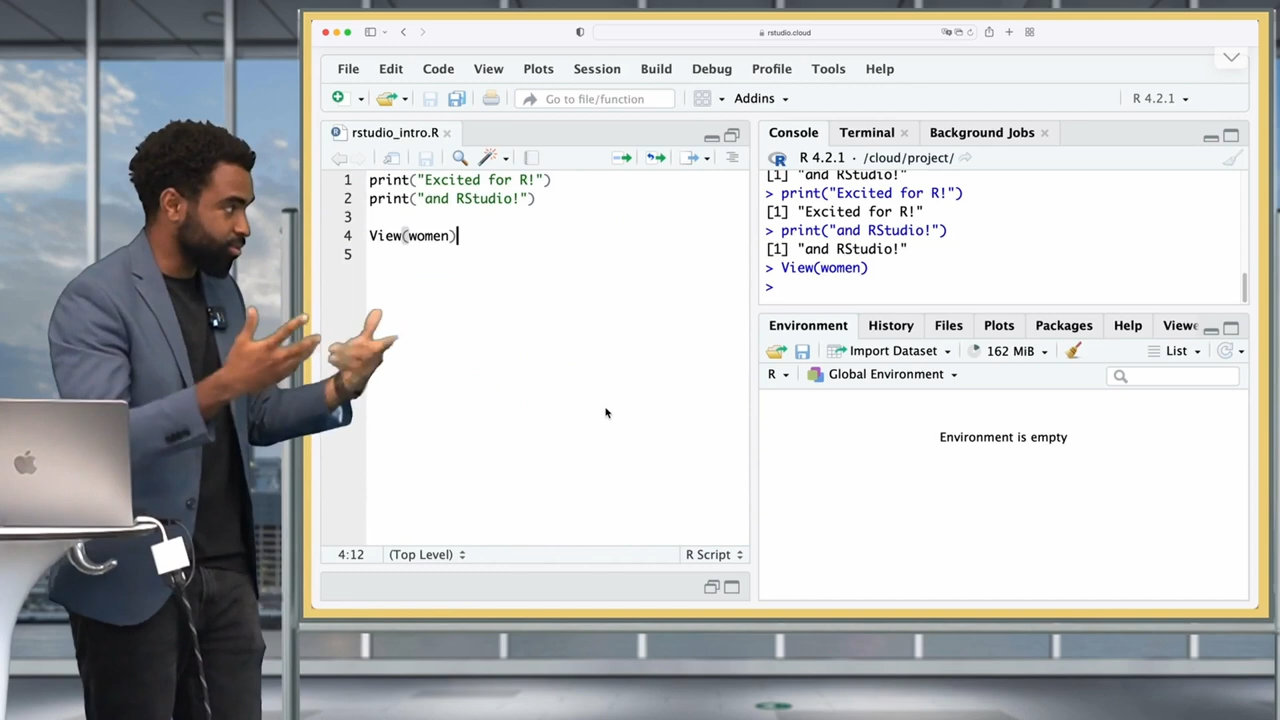 rstudio.cloud
File Edit Code View Plots Session Build Debug Profile Tools Help
Go to file/function Addins R 4.2.1
rstudio_intro.R
1 print("Excited for R!")
2 print("and RStudio!")
3
4 View(women)
5
4:12 (Top Level) R Script
Console Terminal Background Jobs
R 4.2.1 · /cloud/project/
[1] "and RStudio!"
> print("Excited for R!")
[1] "Excited for R!"
> print("and RStudio!")
[1] "and RStudio!"
> View(women)
>
Environment History Files Plots Packages Help Viewe
Import Dataset 162 MiB List
R Global Environment
Environment is empty